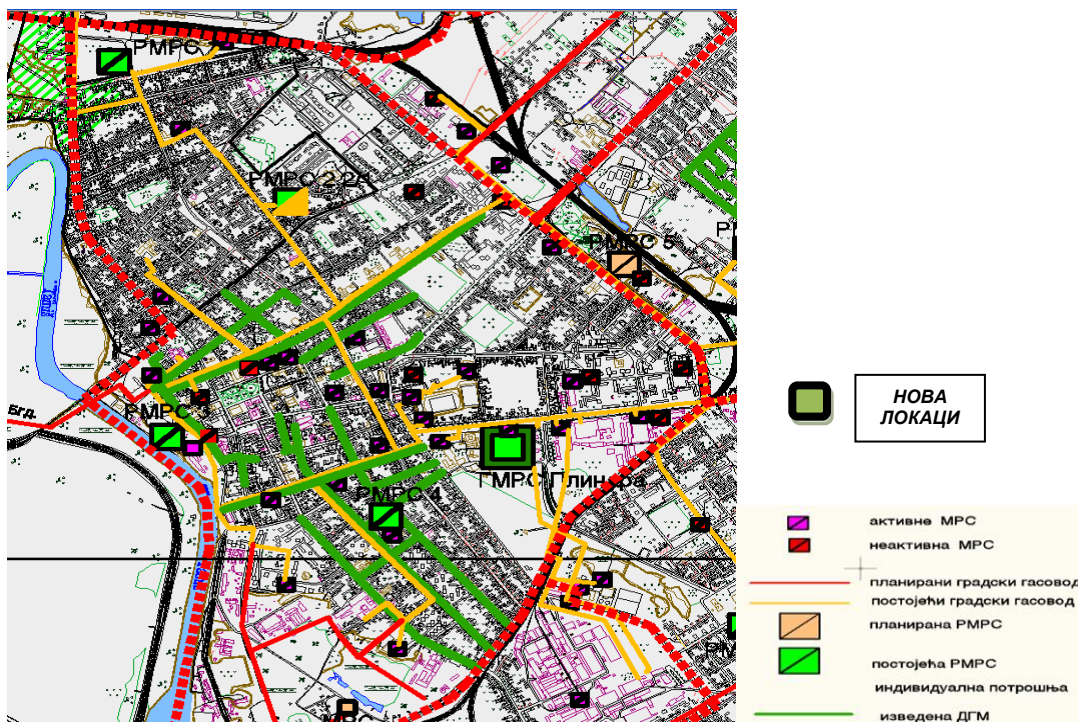 РМРС
РМРС 2
РМРС 5
Бгд.
РМРС 3
ГМРС Плинара
РМРС 4
НОВА
ЛОКАЦИ
активне МРС
неактивна МРС
планирани градски гасовод
постојећи градски гасовод
планирана РМРС
постојећа РМРС
индивидуална потрошња
изведена ДГМ